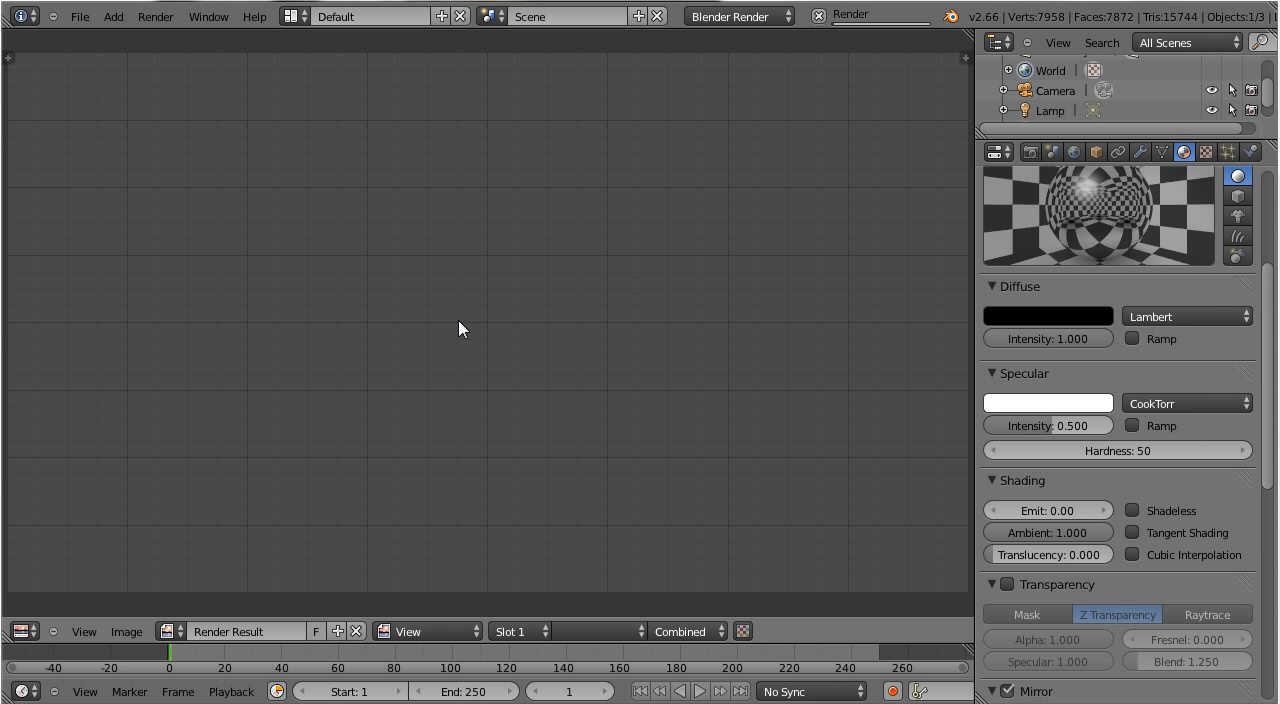 File Add Render Window Help Default Scene Blender Render Render v2.66 | Verts:7958 | Faces:7872 | Tris:15744 | Objects:1/3 |
View Search All Scenes
World
Camera
Lamp
Diffuse
Lambert
Intensity: 1.000 Ramp
Specular
CookTorr
Intensity: 0.500 Ramp
Hardness: 50
Shading
Emit: 0.00 Shadeless
Ambient: 1.000 Tangent Shading
Translucency: 0.000 Cubic Interpolation
Transparency
Mask Z Transparency Raytrace
Alpha: 1.000 Fresnel: 0.000
Specular: 1.000 Blend: 1.250
Mirror
View Image Render Result F View Slot 1 Combined
-40 -20 0 20 40 60 80 100 120 140 160 180 200 220 240 260
View Marker Frame Playback Start: 1 End: 250 1 No Sync